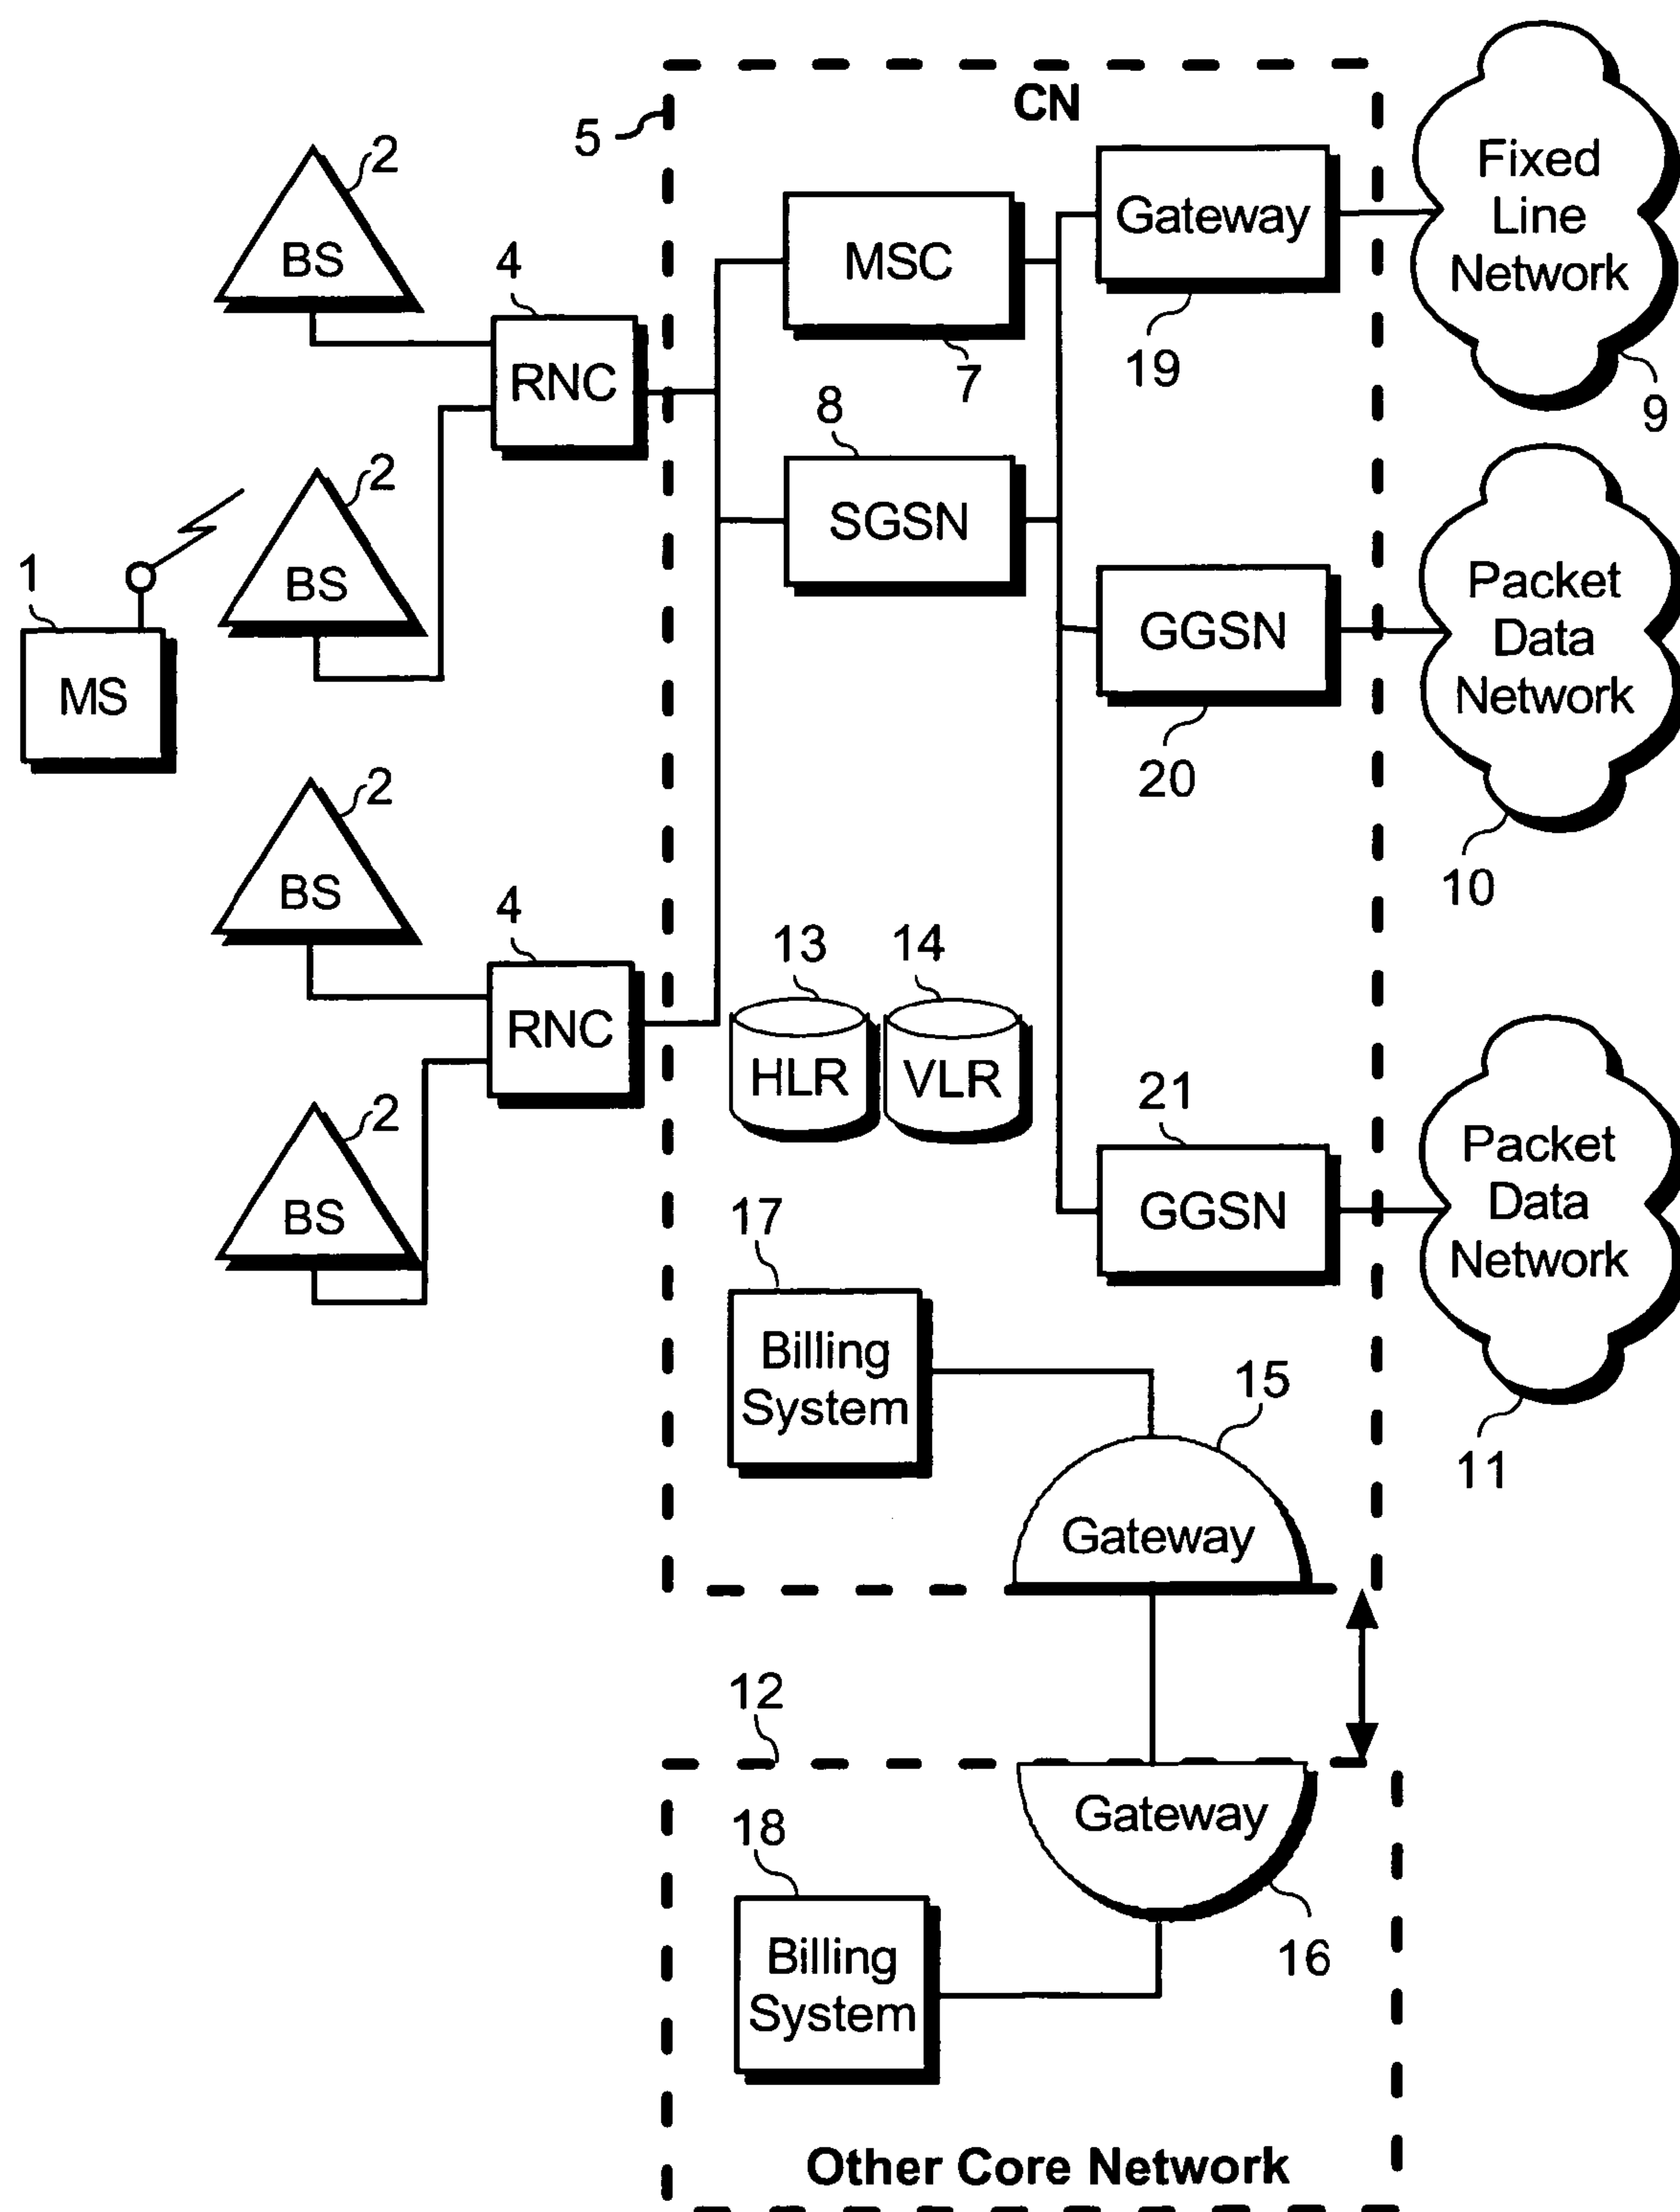 CN
5
2
BS
4
RNC
MSC
7
Gateway
19
Fixed
Line
Network
9
2
BS
1
MS
8
SGSN
GGSN
20
Packet
Data
Network
10
2
BS
4
RNC
13
HLR
14
VLR
2
BS
21
GGSN
Packet
Data
Network
11
17
Billing
System
15
Gateway
12
Gateway
16
18
Billing
System
Other Core Network